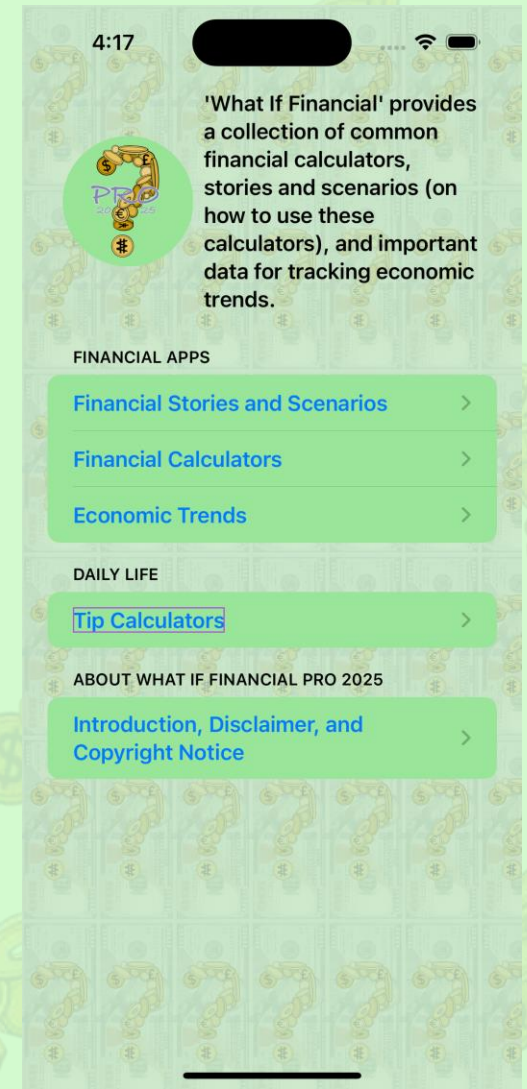 4:17
'What If Financial' provides
a collection of common
financial calculators,
stories and scenarios (on
how to use these
calculators), and important
data for tracking economic
trends.
PRO
2025
FINANCIAL APPS
Financial Stories and Scenarios
Financial Calculators
Economic Trends
DAILY LIFE
Tip Calculators
ABOUT WHAT IF FINANCIAL PRO 2025
Introduction, Disclaimer, and
Copyright Notice